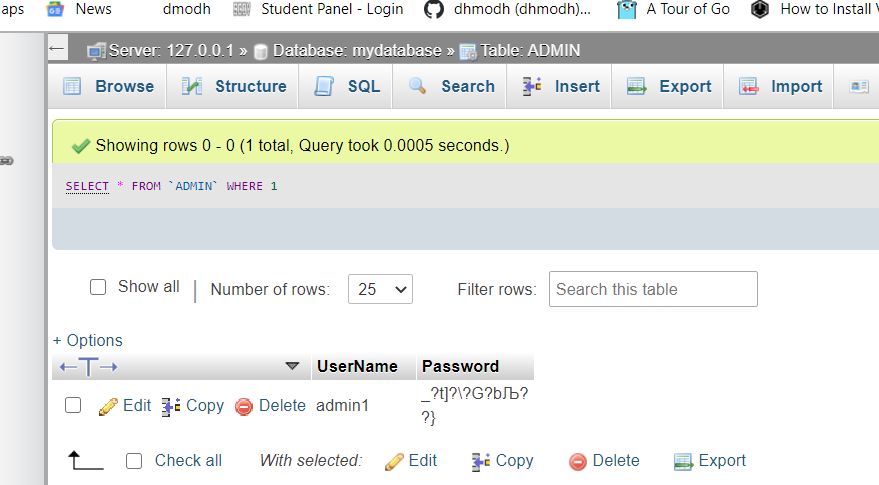 aps News dmodh Student Panel - Login dhmodh (dhmodh)... A Tour of Go How to Install V
← Server: 127.0.0.1 » Database: mydatabase » Table: ADMIN
Browse Structure SQL Search Insert Export Import
Showing rows 0 - 0 (1 total, Query took 0.0005 seconds.)
SELECT * FROM `ADMIN` WHERE 1
Show all | Number of rows: 25 Filter rows: Search this table
+ Options
←T→ UserName Password
Edit Copy Delete admin1 _?t]?\?G?bЉ?
?}
Check all With selected: Edit Copy Delete Export